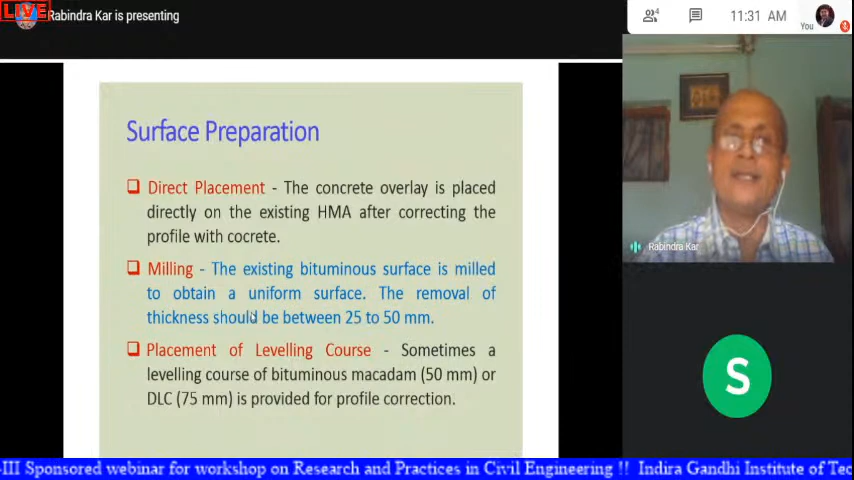 LIVE
Rabindra Kar is presenting
4
11:31 AM
You
Surface Preparation
Direct Placement - The concrete overlay is placed
directly on the existing HMA after correcting the
profile with cocrete.
Milling - The existing bituminous surface is milled
to obtain a uniform surface. The removal of
thickness should be between 25 to 50 mm.
Placement of Levelling Course - Sometimes a
levelling course of bituminous macadam (50 mm) or
DLC (75 mm) is provided for profile correction.
Rabindra Kar
S
-III Sponsored webinar for workshop on Research and Practices in Civil Engineering !! Indira Gandhi Institute of Tec